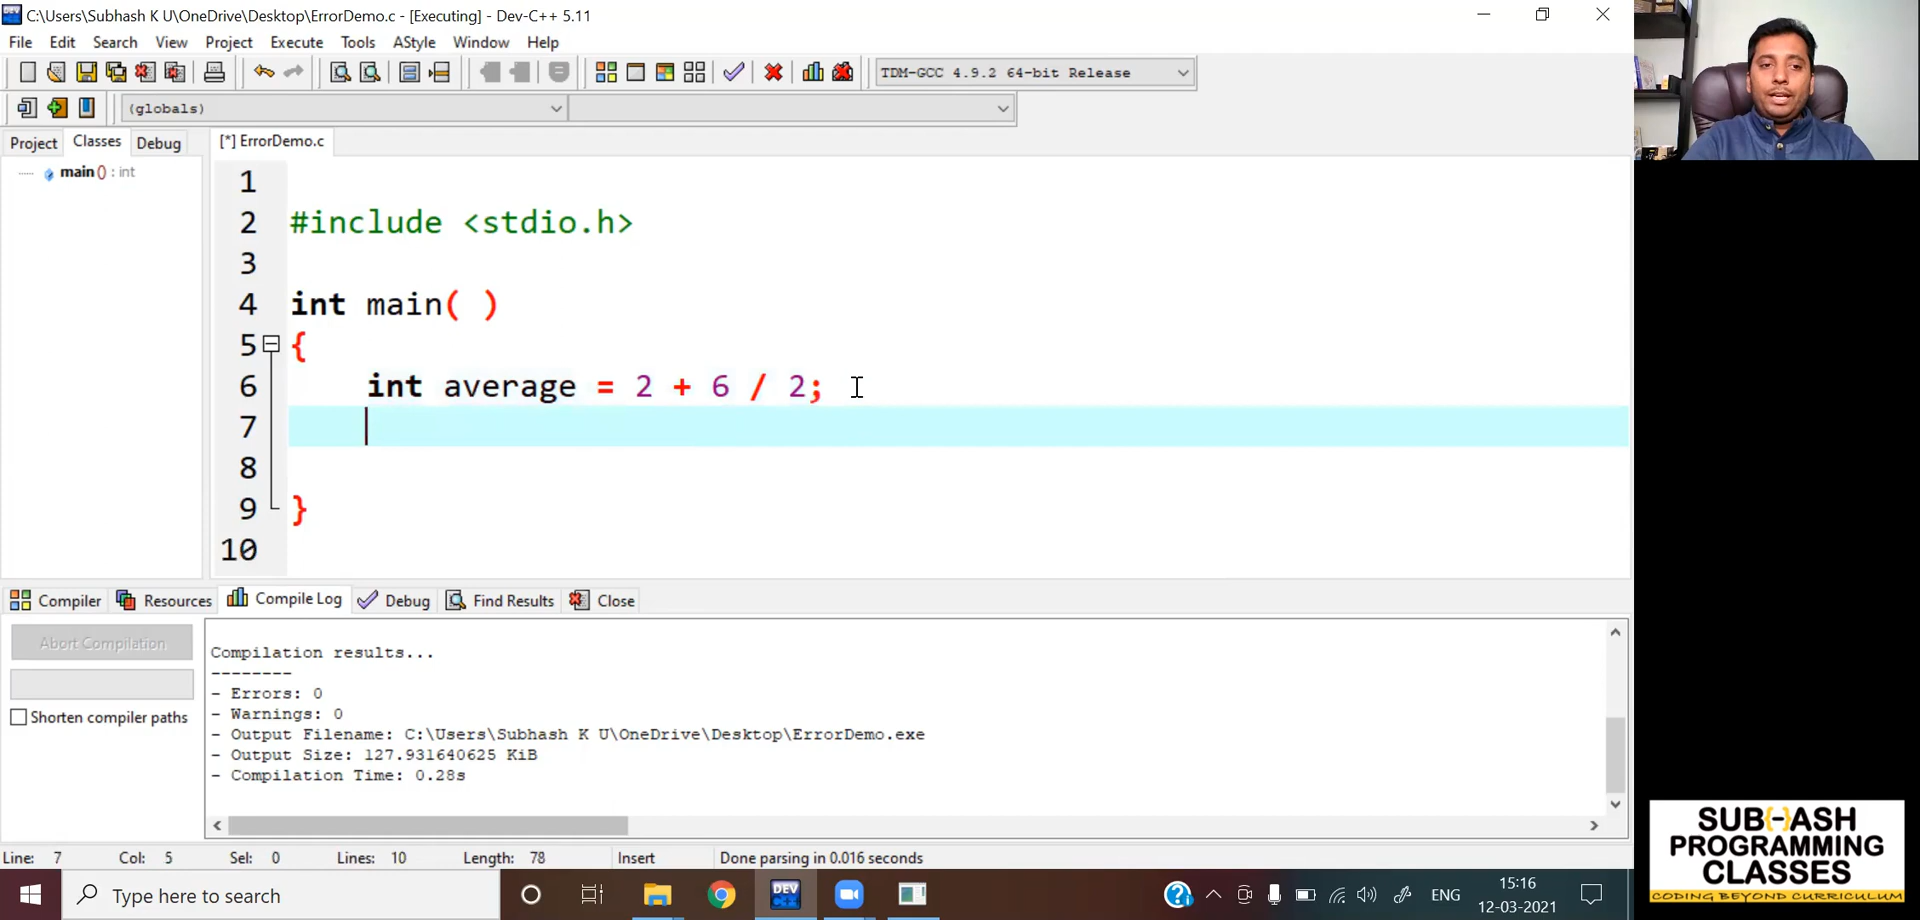 C:\Users\Subhash K U\OneDrive\Desktop\ErrorDemo.c - [Executing] - Dev-C++ 5.11
File Edit Search View Project Execute Tools AStyle Window Help
TDM-GCC 4.9.2 64-bit Release
(globals)
Project Classes Debug
[*] ErrorDemo.c
main () : int
1
2 #include <stdio.h>
3
4 int main( )
5 {
6 int average = 2 + 6 / 2;
7
8
9 }
10
Compiler Resources Compile Log Debug Find Results Close
Abort Compilation
Shorten compiler paths
Compilation results...
--------
- Errors: 0
- Warnings: 0
- Output Filename: C:\Users\Subhash K U\OneDrive\Desktop\ErrorDemo.exe
- Output Size: 127.931640625 KiB
- Compilation Time: 0.28s
Line: 7 Col: 5 Sel: 0 Lines: 10 Length: 78 Insert Done parsing in 0.016 seconds
SUB{-}ASH
PROGRAMMING
CLASSES
CODING BEYOND CURRICULUM
Type here to search
DEV C++
ENG
15:16
12-03-2021